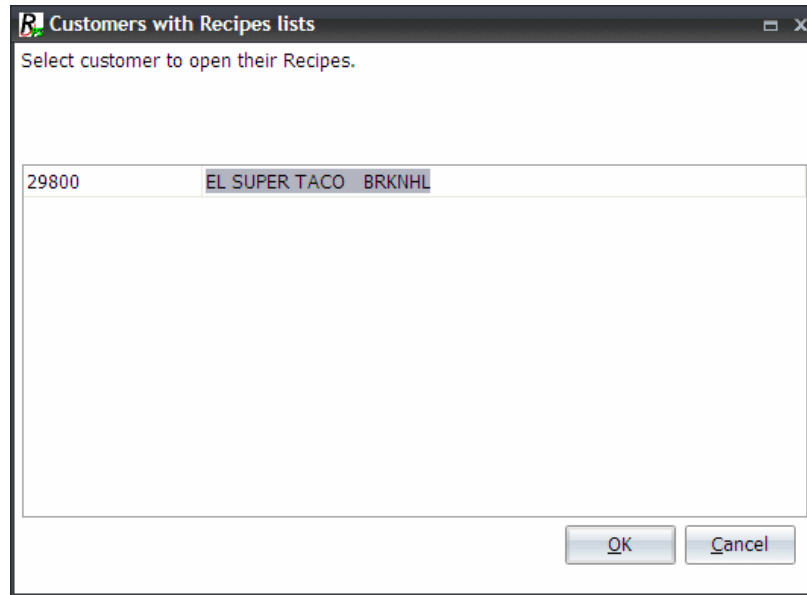 Customers with Recipes lists
Select customer to open their Recipes.
29800 EL SUPER TACO BRKNHL
OK Cancel